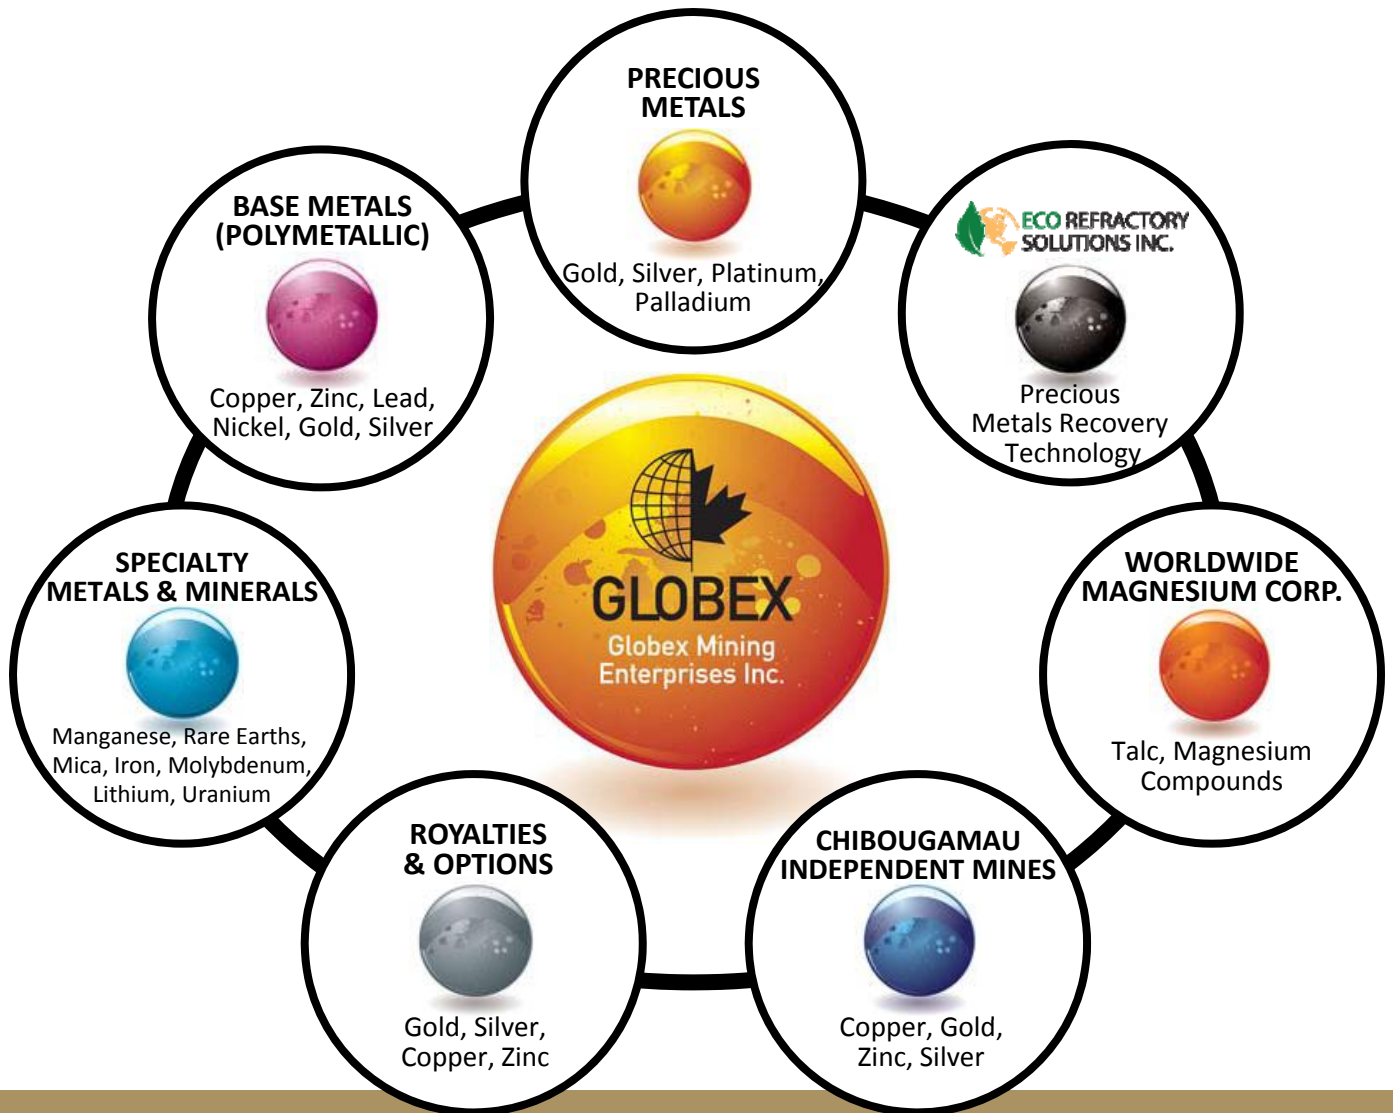 PRECIOUS
METALS
Gold, Silver, Platinum,
Palladium
ECO REFRACTORY
SOLUTIONS INC.
Precious
Metals Recovery
Technology
WORLDWIDE
MAGNESIUM CORP.
Talc, Magnesium
Compounds
CHIBOUGAMAU
INDEPENDENT MINES
Copper, Gold,
Zinc, Silver
ROYALTIES
& OPTIONS
Gold, Silver,
Copper, Zinc
SPECIALTY
METALS & MINERALS
Manganese, Rare Earths,
Mica, Iron, Molybdenum,
Lithium, Uranium
BASE METALS
(POLYMETALLIC)
Copper, Zinc, Lead,
Nickel, Gold, Silver
GLOBEX
Globex Mining
Enterprises Inc.